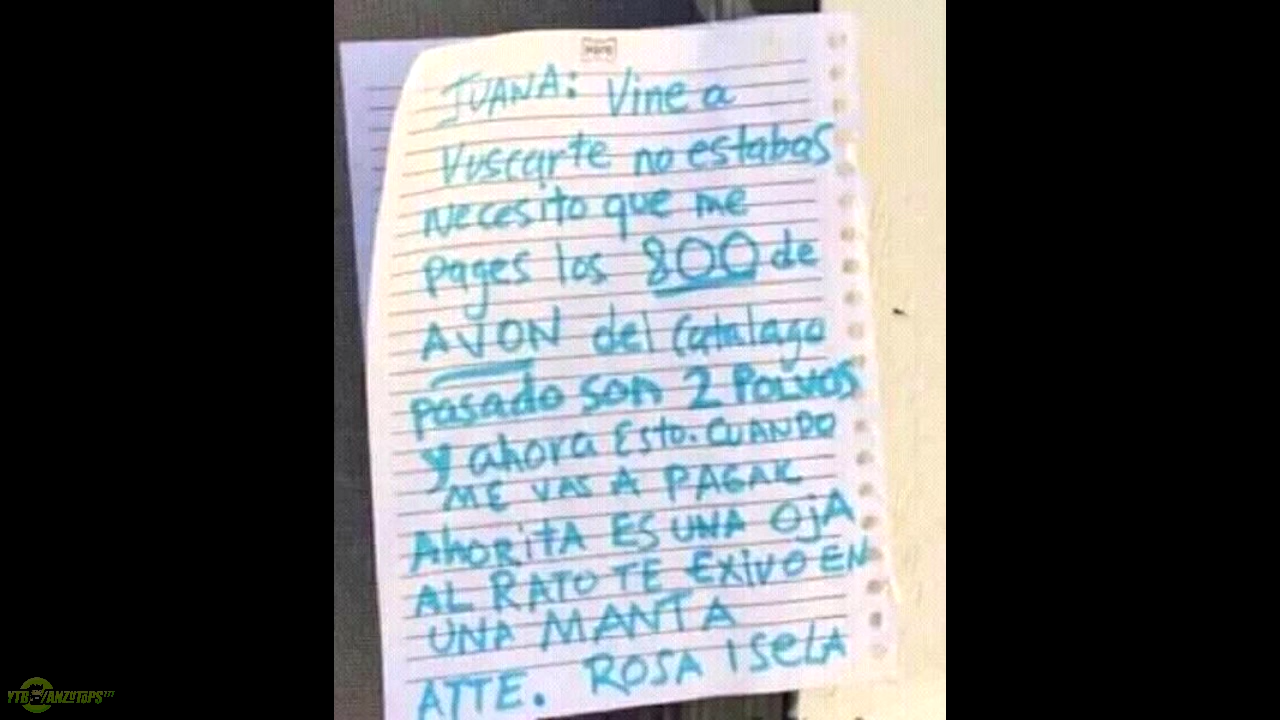 JUANA: Vine a
Vuscarte no estabas
Necesito que me
pages los 800 de
AVON del Catalago
pasado son 2 POLVOS
y ahora Esto. CUANDO
ME VAS A PAGAR
AhORitA ES UNA OjA
AL RATO TE EXIVO EN
UNA MANTA
ATTE. ROSA ISeLA